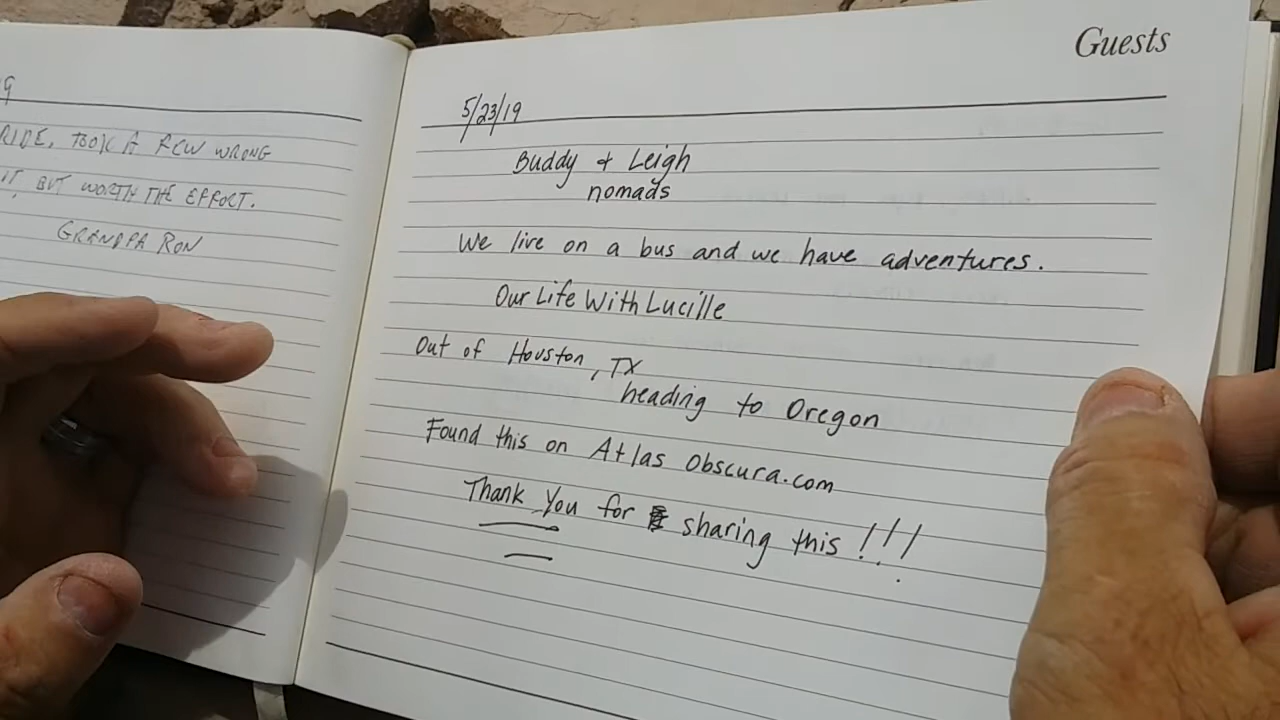 9
RIDE, TOOK A FEW WRONG
IT, BUT WORTH THE EFFORT.
GRANDPA RON
Guests
5/23/19
Buddy + Leigh
nomads
We live on a bus and we have adventures.
Our Life With Lucille
Out of Houston, TX
heading to Oregon
Found this on Atlas Obscura.com
Thank You for sharing this !!!